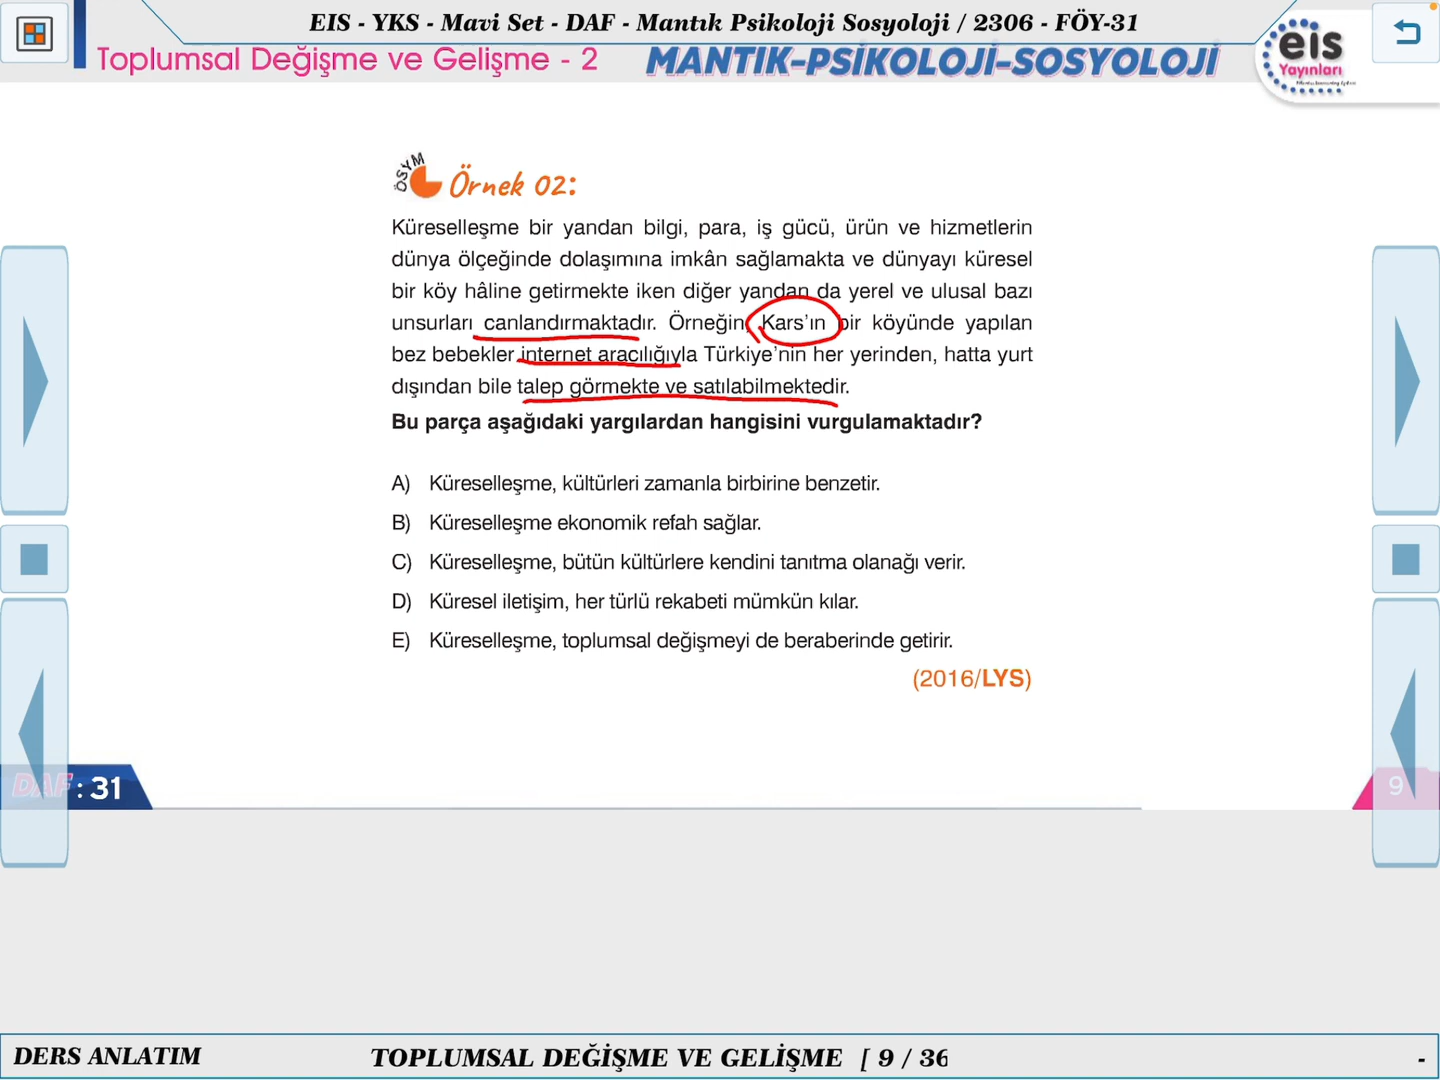 EIS - YKS - Mavi Set - DAF - Mantık Psikoloji Sosyoloji / 2306 - FÖY-31
Toplumsal Değişme ve Gelişme - 2
MANTIK-PSİKOLOJİ-SOSYOLOJİ
eis
Yayınları
ÖSYM
Örnek 02:
Küreselleşme bir yandan bilgi, para, iş gücü, ürün ve hizmetlerin
dünya ölçeğinde dolaşımına imkân sağlamakta ve dünyayı küresel
bir köy hâline getirmekte iken diğer yandan da yerel ve ulusal bazı
unsurları canlandırmaktadır. Örneğin, Kars'ın bir köyünde yapılan
bez bebekler internet aracılığıyla Türkiye'nin her yerinden, hatta yurt
dışından bile talep görmekte ve satılabilmektedir.
Bu parça aşağıdaki yargılardan hangisini vurgulamaktadır?
A) Küreselleşme, kültürleri zamanla birbirine benzetir.
B) Küreselleşme ekonomik refah sağlar.
C) Küreselleşme, bütün kültürlere kendini tanıtma olanağı verir.
D) Küresel iletişim, her türlü rekabeti mümkün kılar.
E) Küreselleşme, toplumsal değişmeyi de beraberinde getirir.
(2016/LYS)
DAF : 31
9
DERS ANLATIM
TOPLUMSAL DEĞİŞME VE GELİŞME [ 9 / 36
-